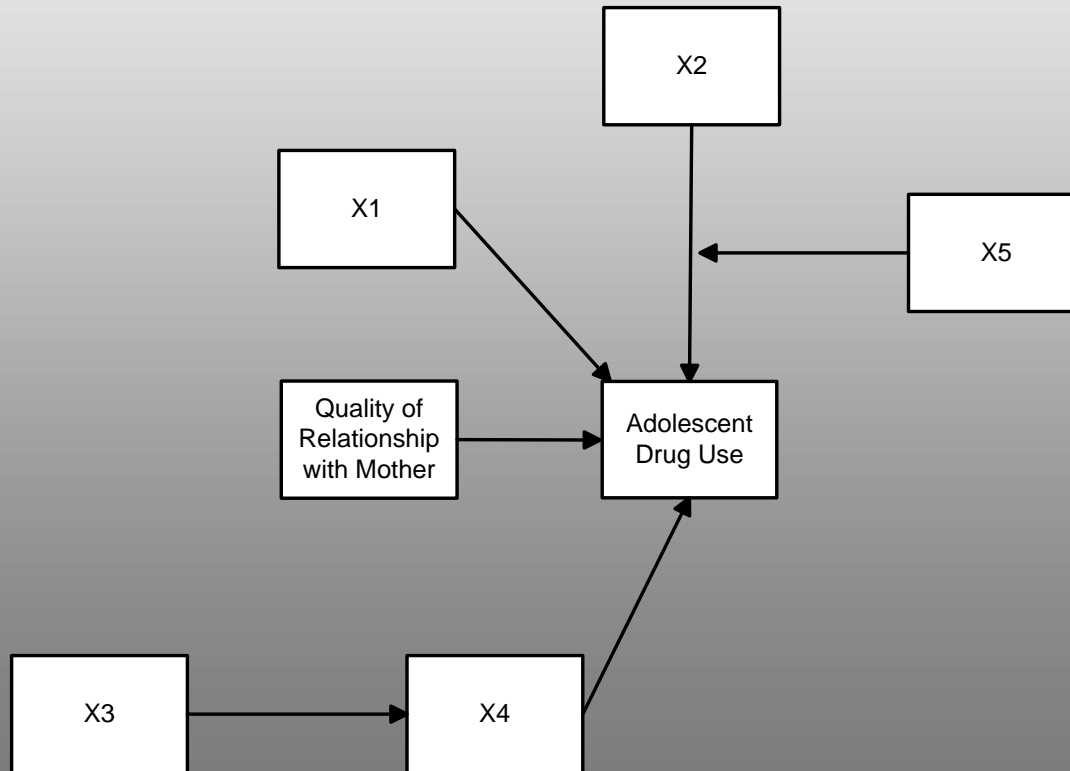 X2
X1
X5
Quality of
Relationship
with Mother
Adolescent
Drug Use
X3
X4